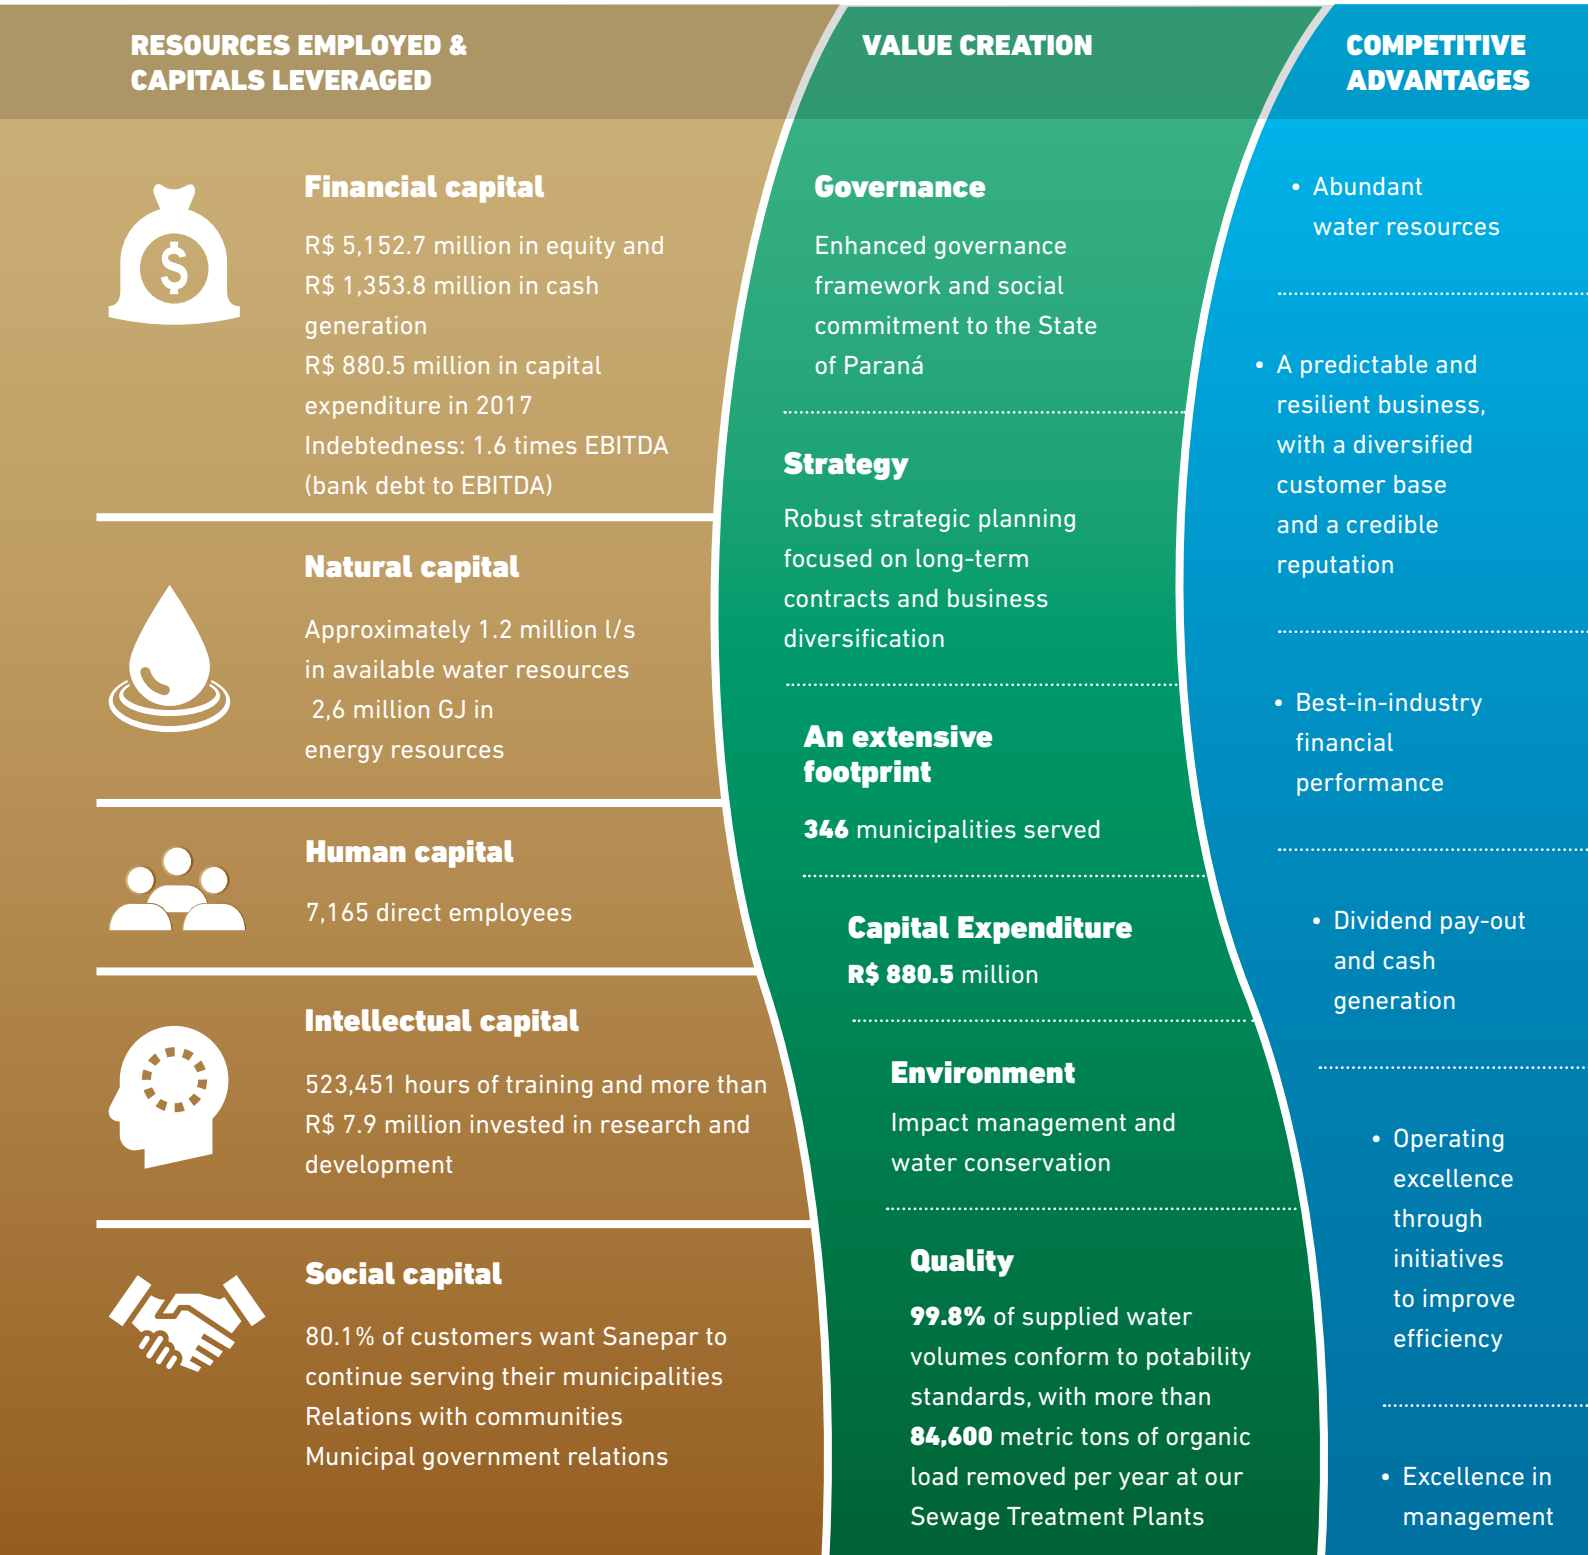 RESOURCES EMPLOYED &
CAPITALS LEVERAGED
Financial capital
R$ 5,152.7 million in equity and
R$ 1,353.8 million in cash
generation
R$ 880.5 million in capital
expenditure in 2017
Indebtedness: 1.6 times EBITDA
(bank debt to EBITDA)
Natural capital
Approximately 1.2 million l/s
in available water resources
2,6 million GJ in
energy resources
Human capital
7,165 direct employees
Intellectual capital
523,451 hours of training and more than
R$ 7.9 million invested in research and
development
Social capital
80.1% of customers want Sanepar to
continue serving their municipalities
Relations with communities
Municipal government relations
VALUE CREATION
Governance
Enhanced governance
framework and social
commitment to the State
of Paraná
Strategy
Robust strategic planning
focused on long-term
contracts and business
diversification
An extensive
footprint
346 municipalities served
Capital Expenditure
R$ 880.5 million
Environment
Impact management and
water conservation
Quality
99.8% of supplied water
volumes conform to potability
standards, with more than
84,600 metric tons of organic
load removed per year at our
Sewage Treatment Plants
COMPETITIVE
ADVANTAGES
• Abundant
water resources
• A predictable and
resilient business,
with a diversified
customer base
and a credible
reputation
• Best-in-industry
financial
performance
• Dividend pay-out
and cash
generation
• Operating
excellence
through
initiatives
to improve
efficiency
• Excellence in
management
$